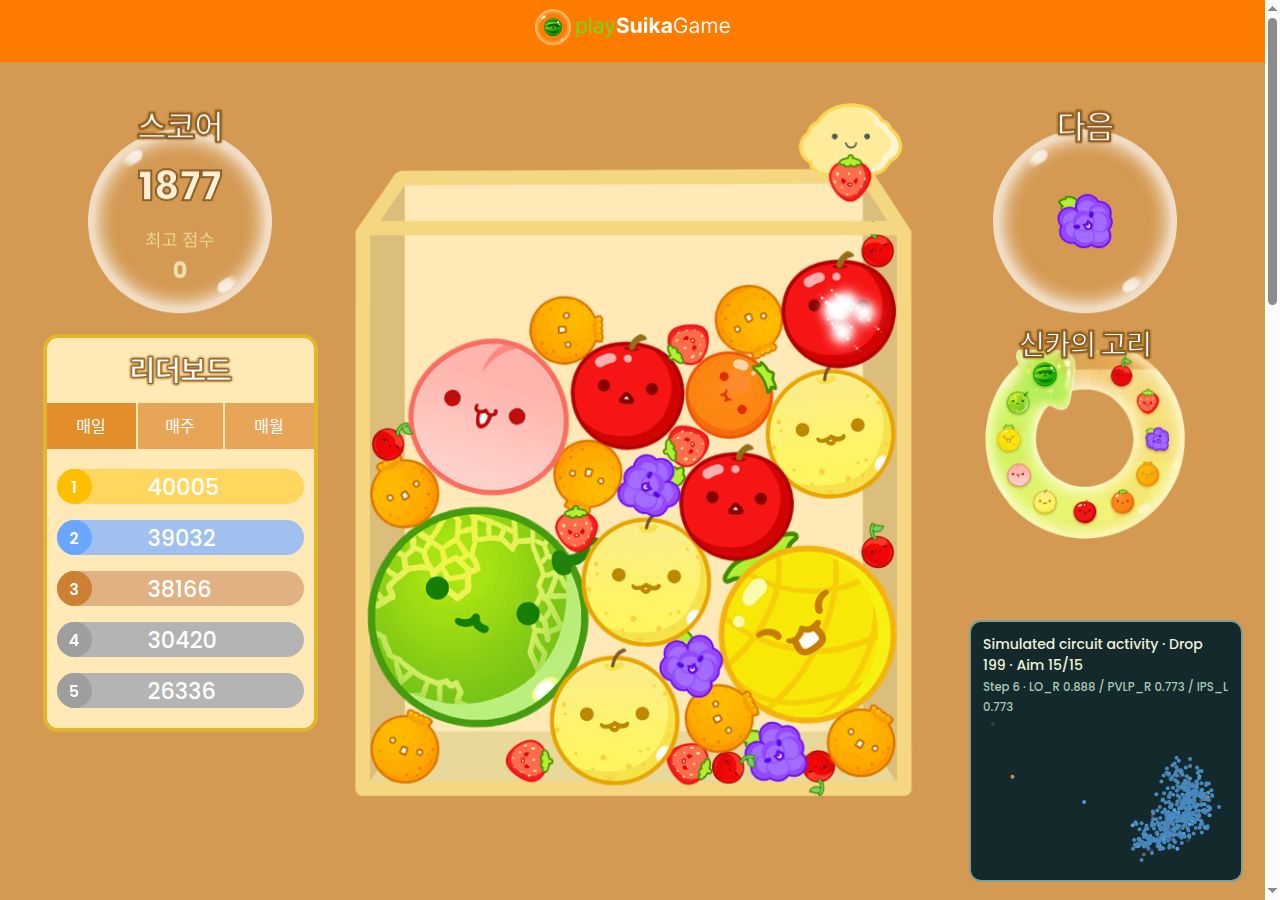 playSuikaGame
스코어
1877
최고 점수
0
리더보드
매일 매주 매월
1 40005
2 39032
3 38166
4 30420
5 26336
다음
신카의 고리
Simulated circuit activity · Drop
199 · Aim 15/15
Step 6 · LO_R 0.888 / PVLP_R 0.773 / IPS_L
0.773